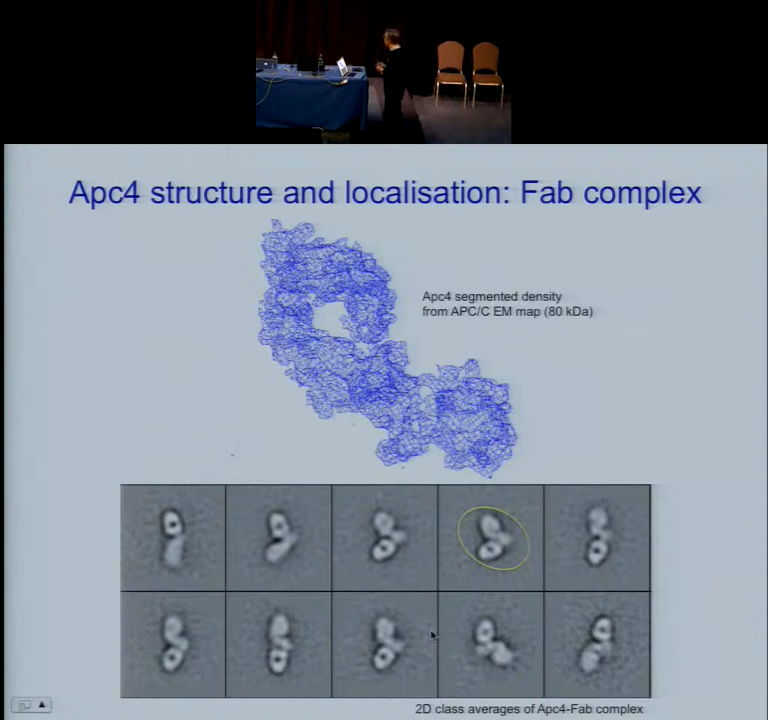 Apc4 structure and localisation: Fab complex
Apc4 segmented density
from APC/C EM map (80 kDa)
2D class averages of Apc4-Fab complex